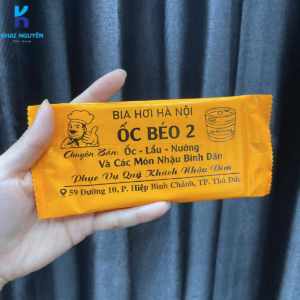 KHẢI NGUYÊN
BIA HƠI HÀ NỘI
ỐC BÉO 2
Chuyên Bán: Ốc - Lẩu - Nướng
Và Các Món Nhậu Bình Dân
Phục Vụ Quý Khách Nhậu Đêm
59 Đường 10, P. Hiệp Bình Chánh, TP. Thủ Đức